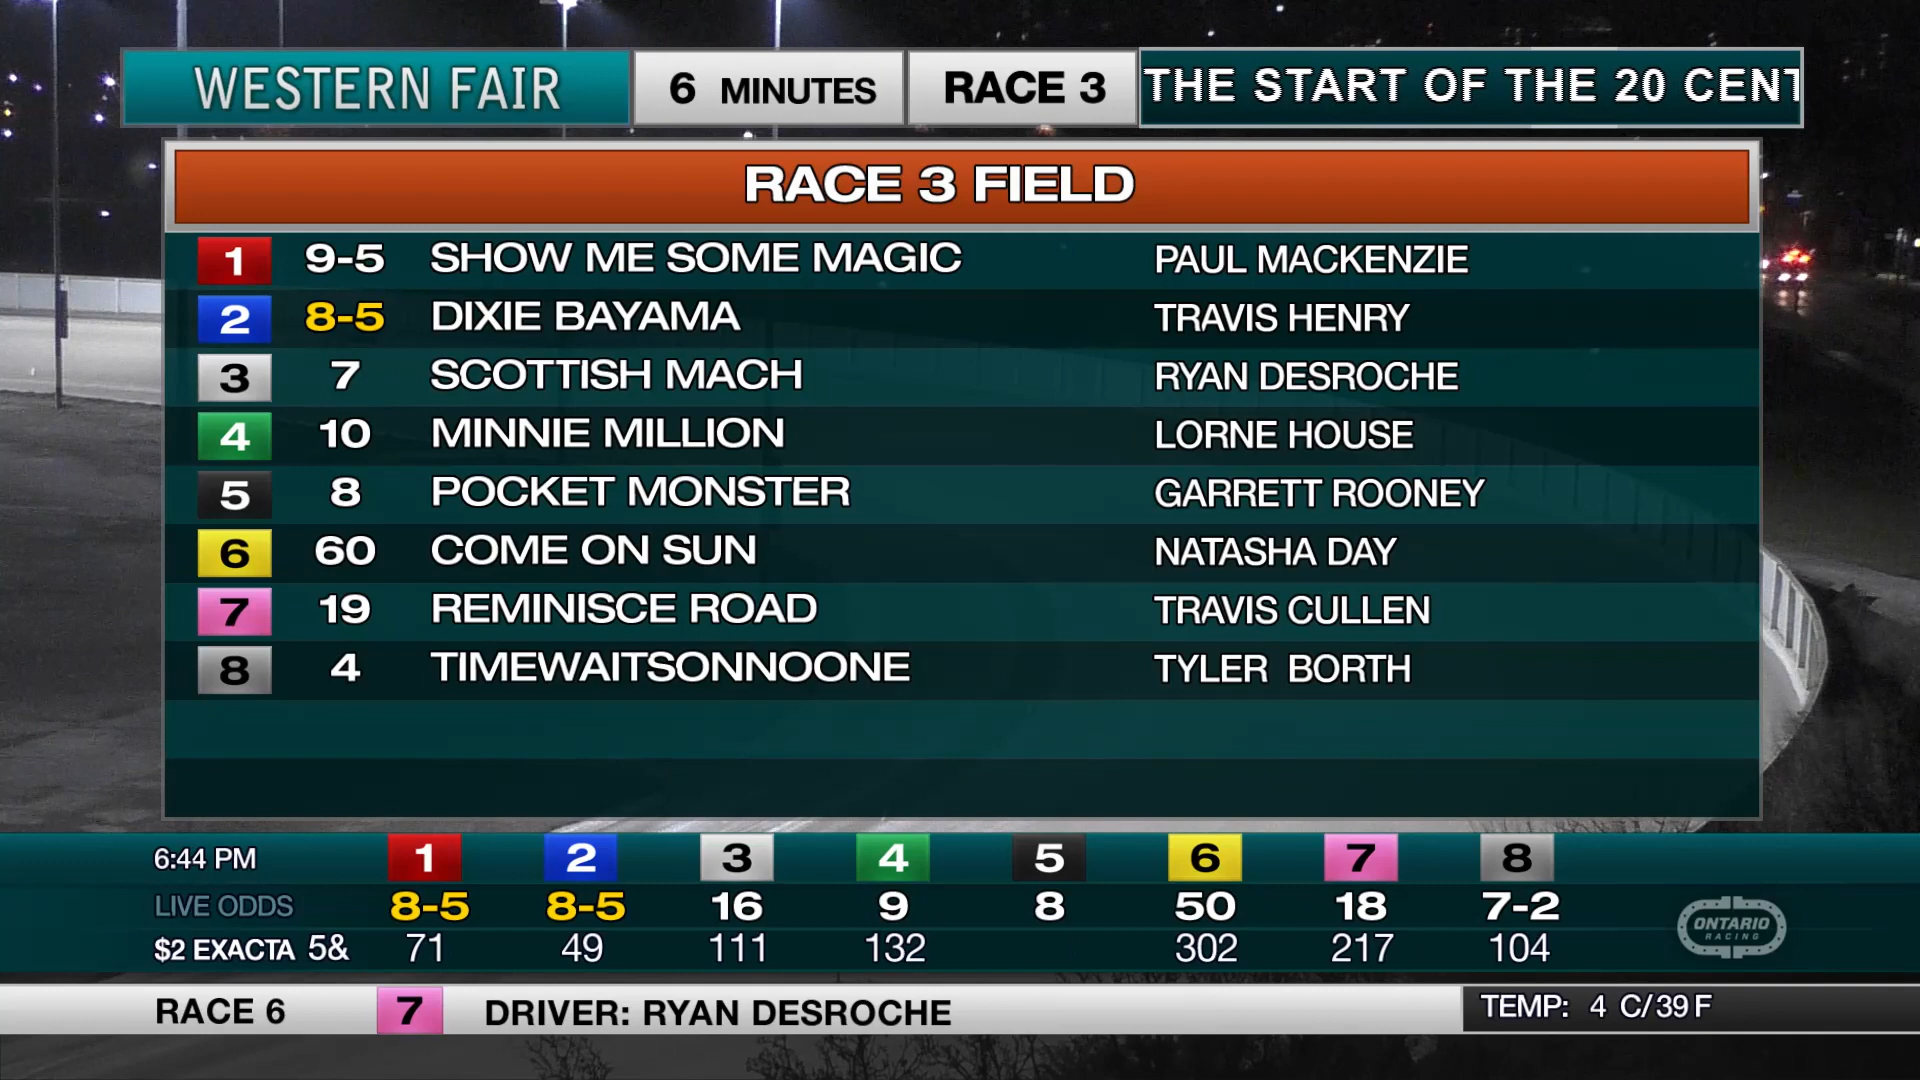 WESTERN FAIR 6 MINUTES RACE 3 THE START OF THE 20 CENT
RACE 3 FIELD
1 9-5 SHOW ME SOME MAGIC PAUL MACKENZIE
2 8-5 DIXIE BAYAMA TRAVIS HENRY
3 7 SCOTTISH MACH RYAN DESROCHE
4 10 MINNIE MILLION LORNE HOUSE
5 8 POCKET MONSTER GARRETT ROONEY
6 60 COME ON SUN NATASHA DAY
7 19 REMINISCE ROAD TRAVIS CULLEN
8 4 TIMEWAITSONNOONE TYLER BORTH
6:44 PM 1 2 3 4 5 6 7 8
LIVE ODDS 8-5 8-5 16 9 8 50 18 7-2
$2 EXACTA 5& 71 49 111 132 302 217 104
ONTARIO
RACING
RACE 6 7 DRIVER: RYAN DESROCHE TEMP: 4 C/39 F